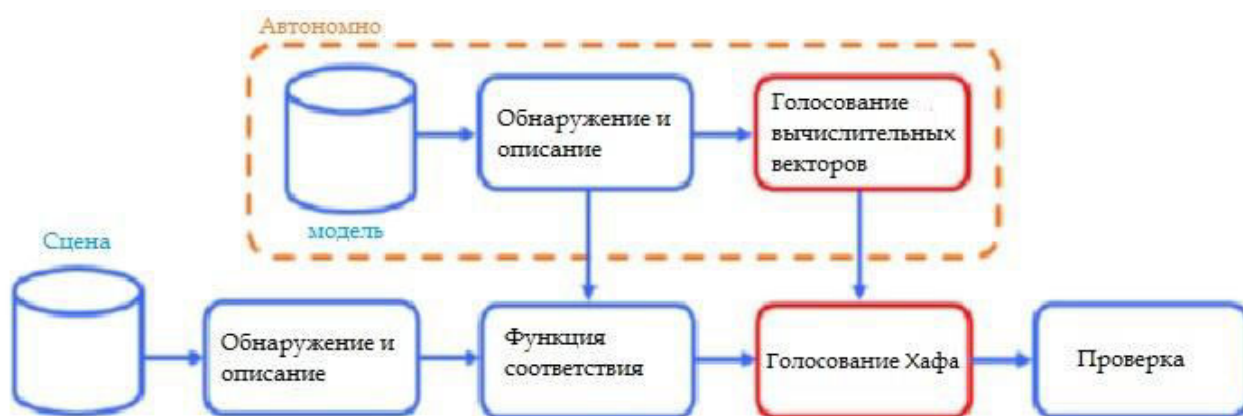 Автономно
Обнаружение и
описание
Голосование
вычислительных
векторов
модель
Сцена
Обнаружение и
описание
Функция
соответствия
Голосование Хафа
Проверка